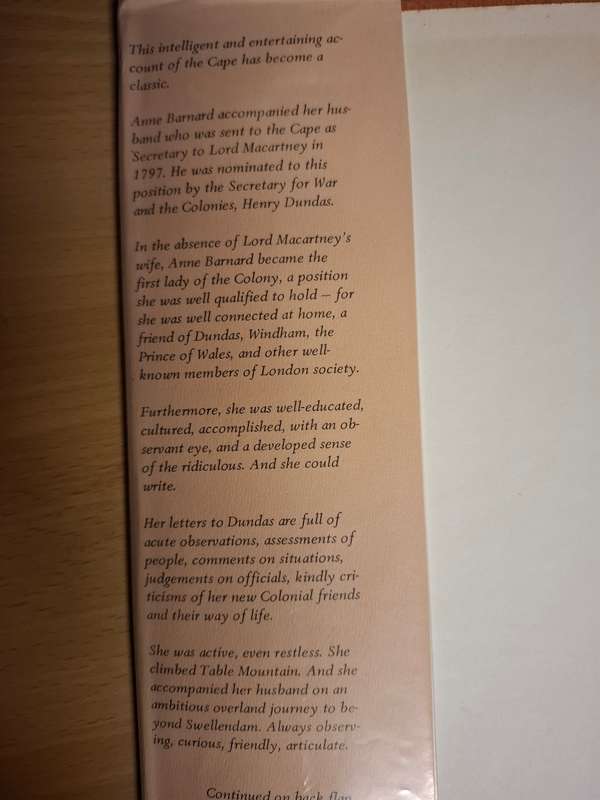 This intelligent and entertaining ac-
count of the Cape has become a
classic.
Anne Barnard accompanied her hus-
band who was sent to the Cape as
Secretary to Lord Macartney in
1797. He was nominated to this
position by the Secretary for War
and the Colonies, Henry Dundas.
In the absence of Lord Macartney's
wife, Anne Barnard became the
first lady of the Colony, a position
she was well qualified to hold – for
she was well connected at home, a
friend of Dundas, Windham, the
Prince of Wales, and other well-
known members of London society.
Furthermore, she was well-educated,
cultured, accomplished, with an ob-
servant eye, and a developed sense
of the ridiculous. And she could
write.
Her letters to Dundas are full of
acute observations, assessments of
people, comments on situations,
judgements on officials, kindly cri-
ticisms of her new Colonial friends
and their way of life.
She was active, even restless. She
climbed Table Mountain. And she
accompanied her husband on an
ambitious overland journey to be-
yond Swellendam. Always observ-
ing, curious, friendly, articulate.
Continued on back flap